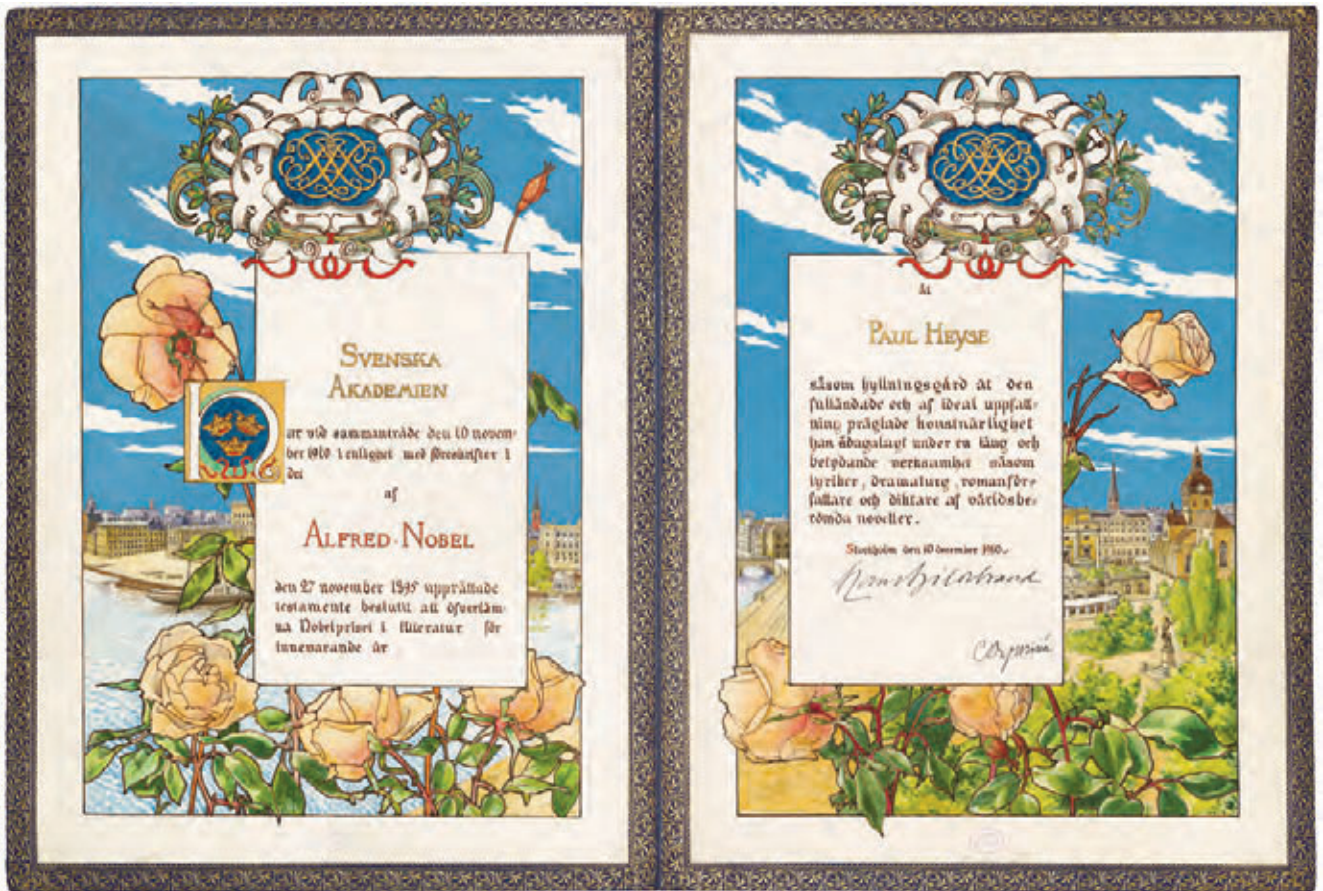 SVENSKA
AKADEMIEN
Har vid sammanträde den 10 novem-
ber 1910 i enlighet med föreskrifter i
det
af
ALFRED·NOBEL
den 27 november 1895 upprättade
testamente beslutit att öfverläm-
na Nobelpriset i litteratur för
innevarande år
åt
PAUL HEYSE
såsom hyllningsgärd åt den
fulländade och af ideal uppfatt-
ning präglade konstnärlighet
han ådagalagt under en lång och
betydande verksamhet såsom
lyriker, dramaturg, romanför-
fattare och diktare af världsbe-
römda noveller.
Stockholm den 10 december 1910.
Hans Hildebrand